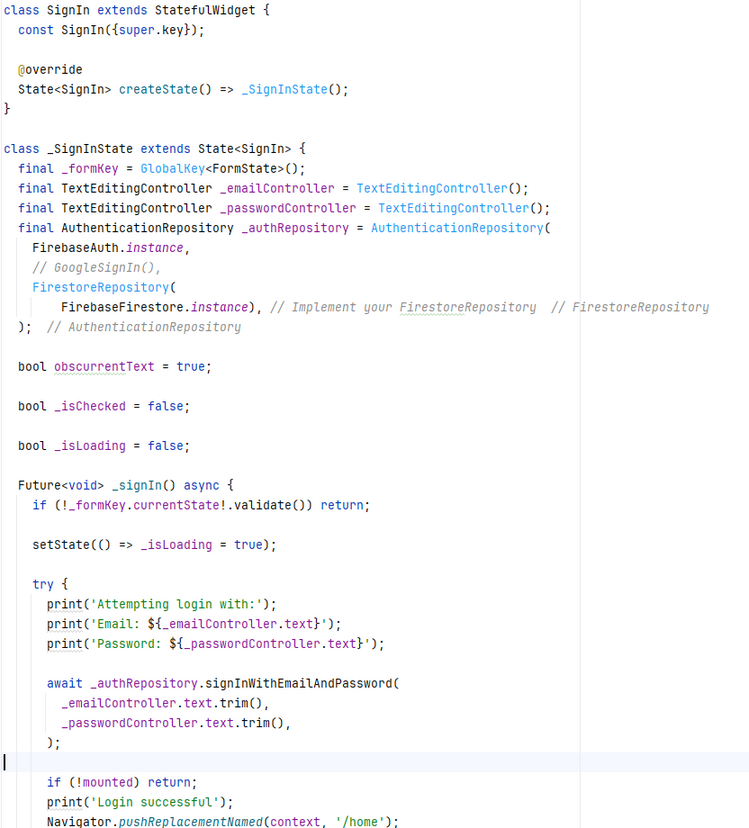 class SignIn extends StatefulWidget {
  const SignIn({super.key});

  @override
  State<SignIn> createState() => _SignInState();
}

class _SignInState extends State<SignIn> {
  final _formKey = GlobalKey<FormState>();
  final TextEditingController _emailController = TextEditingController();
  final TextEditingController _passwordController = TextEditingController();
  final AuthenticationRepository _authRepository = AuthenticationRepository(
    FirebaseAuth.instance,
    // GoogleSignIn(),
    FirestoreRepository(
        FirebaseFirestore.instance), // Implement your FirestoreRepository  // FirestoreRepository
  );  // AuthenticationRepository

  bool obscurrentText = true;

  bool _isChecked = false;

  bool _isLoading = false;

  Future<void> _signIn() async {
    if (!_formKey.currentState!.validate()) return;

    setState(() => _isLoading = true);

    try {
      print('Attempting login with:');
      print('Email: ${_emailController.text}');
      print('Password: ${_passwordController.text}');

      await _authRepository.signInWithEmailAndPassword(
        _emailController.text.trim(),
        _passwordController.text.trim(),
      );

      if (!mounted) return;
      print('Login successful');
      Navigator.pushReplacementNamed(context, '/home');